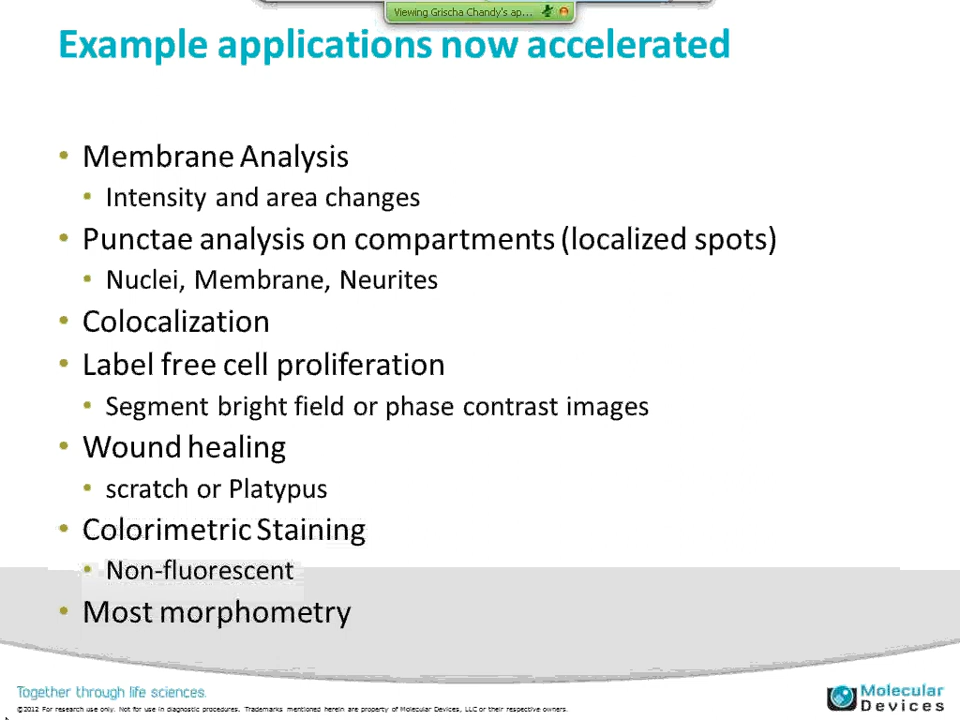 Viewing Grischa Chandy's ap...
Example applications now accelerated
• Membrane Analysis
• Intensity and area changes
• Punctae analysis on compartments (localized spots)
• Nuclei, Membrane, Neurites
• Colocalization
• Label free cell proliferation
• Segment bright field or phase contrast images
• Wound healing
• scratch or Platypus
• Colorimetric Staining
• Non-fluorescent
• Most morphometry
Together through life sciences.
©2012 For research use only. Not for use in diagnostic procedures. Trademarks mentioned herein are property of Molecular Devices, LLC or their respective owners.
Molecular
Devices